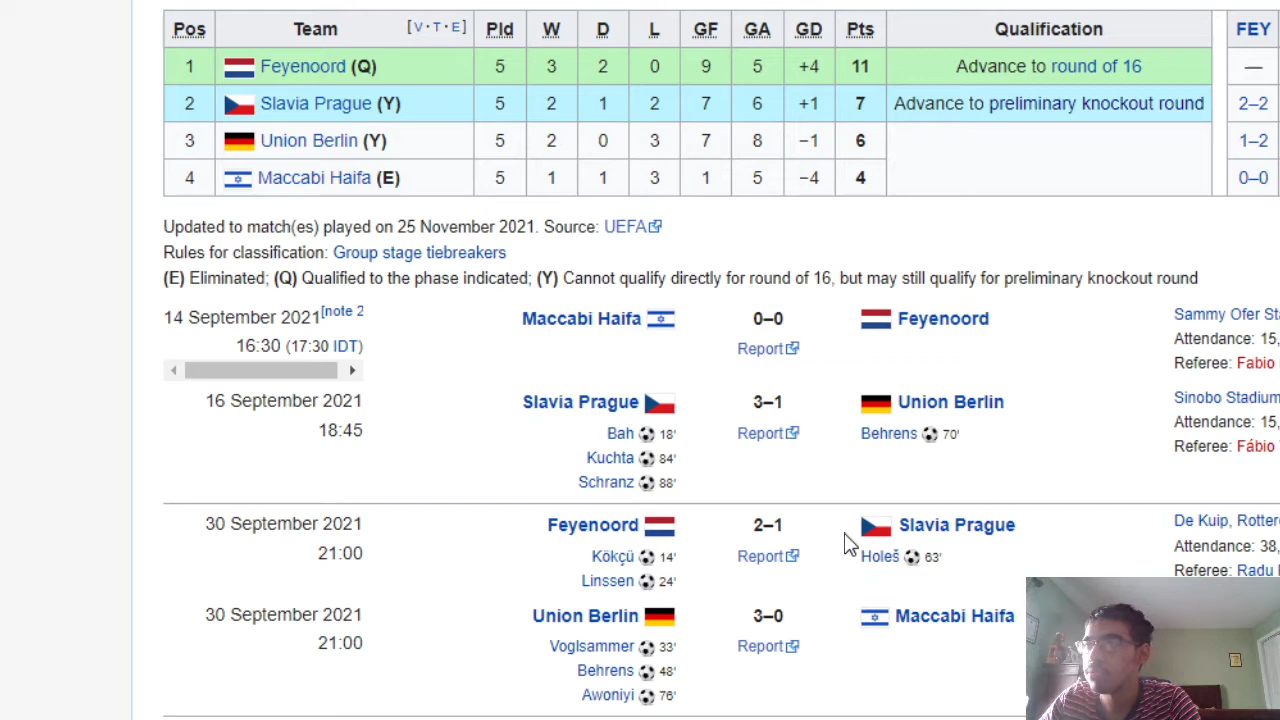 Pos Team [V·T·E] Pld W D L GF GA GD Pts Qualification FEY
1 Feyenoord (Q) 5 3 2 0 9 5 +4 11 Advance to round of 16 —
2 Slavia Prague (Y) 5 2 1 2 7 6 +1 7 Advance to preliminary knockout round 2–2
3 Union Berlin (Y) 5 2 0 3 7 8 −1 6 1–2
4 Maccabi Haifa (E) 5 1 1 3 1 5 −4 4 0–0
Updated to match(es) played on 25 November 2021. Source: UEFA
Rules for classification: Group stage tiebreakers
(E) Eliminated; (Q) Qualified to the phase indicated; (Y) Cannot qualify directly for round of 16, but may still qualify for preliminary knockout round
14 September 2021[note 2 Maccabi Haifa 0–0 Feyenoord Sammy Ofer
16:30 (17:30 IDT) Report Attendance: 15,
Referee: Fabio
16 September 2021 Slavia Prague 3–1 Union Berlin Sinobo Stadium
18:45 Bah 18' Report Behrens 70' Attendance: 15,
Kuchta 84' Referee: Fábio
Schranz 88'
30 September 2021 Feyenoord 2–1 Slavia Prague De Kuip,
21:00 Kökçü 14' Report Holeš 63' Attendance: 38,
Linssen 24' Referee: Radu
30 September 2021 Union Berlin 3–0 Maccabi Haifa
21:00 Voglsammer 33' Report
Behrens 48'
Awoniyi 76'